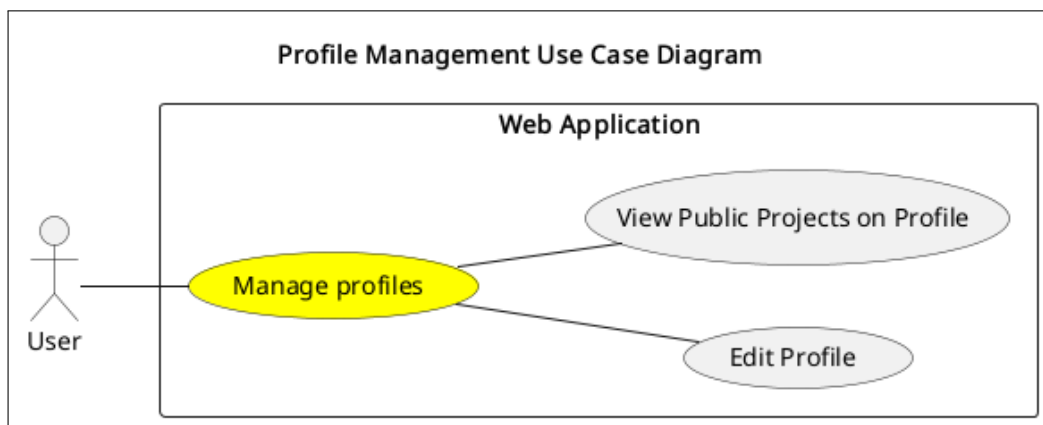 Profile Management Use Case Diagram
Web Application
View Public Projects on Profile
Manage profiles
User
Edit Profile